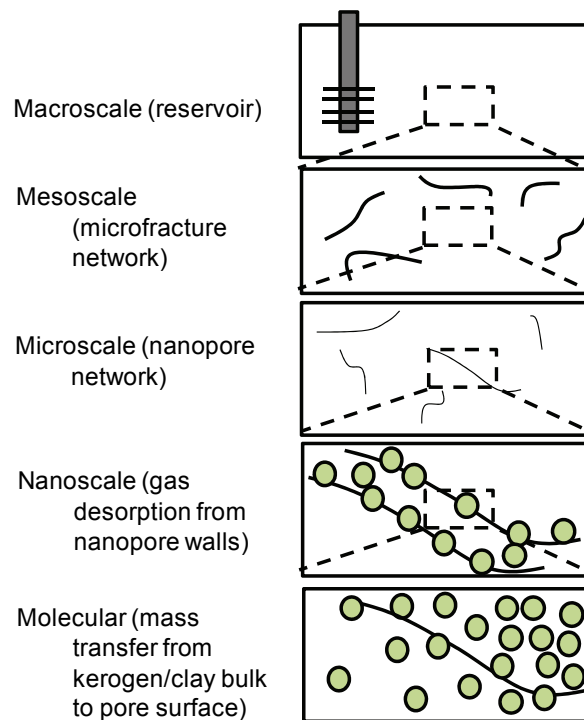 Macroscale (reservoir)
Mesoscale
(microfracture
network)
Microscale (nanopore
network)
Nanoscale (gas
desorption from
nanopore walls)
Molecular (mass
transfer from
kerogen/clay bulk
to pore surface)